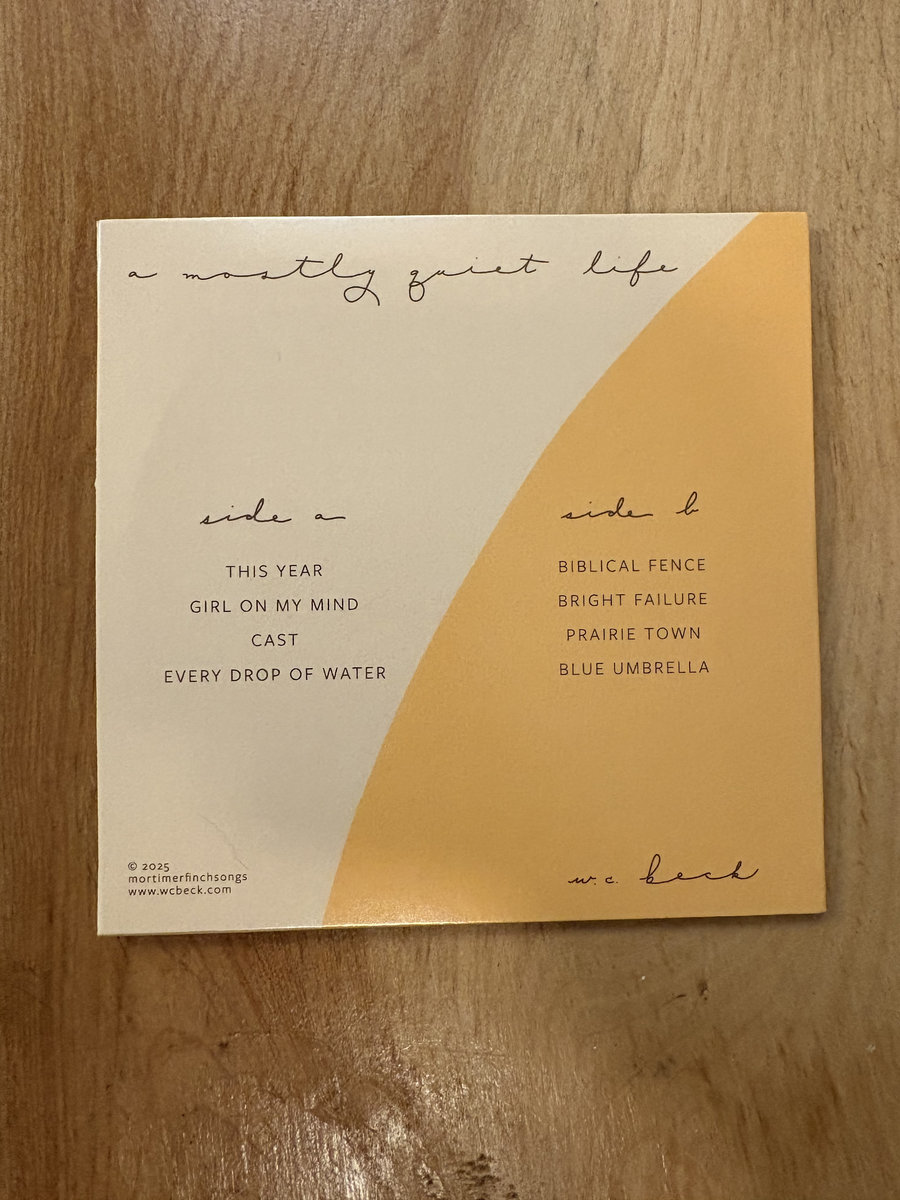 a mostly quiet life
side a
THIS YEAR
GIRL ON MY MIND
CAST
EVERY DROP OF WATER
side b
BIBLICAL FENCE
BRIGHT FAILURE
PRAIRIE TOWN
BLUE UMBRELLA
© 2025
mortimerfinchsongs
www.wcbeck.com
w. c. beck